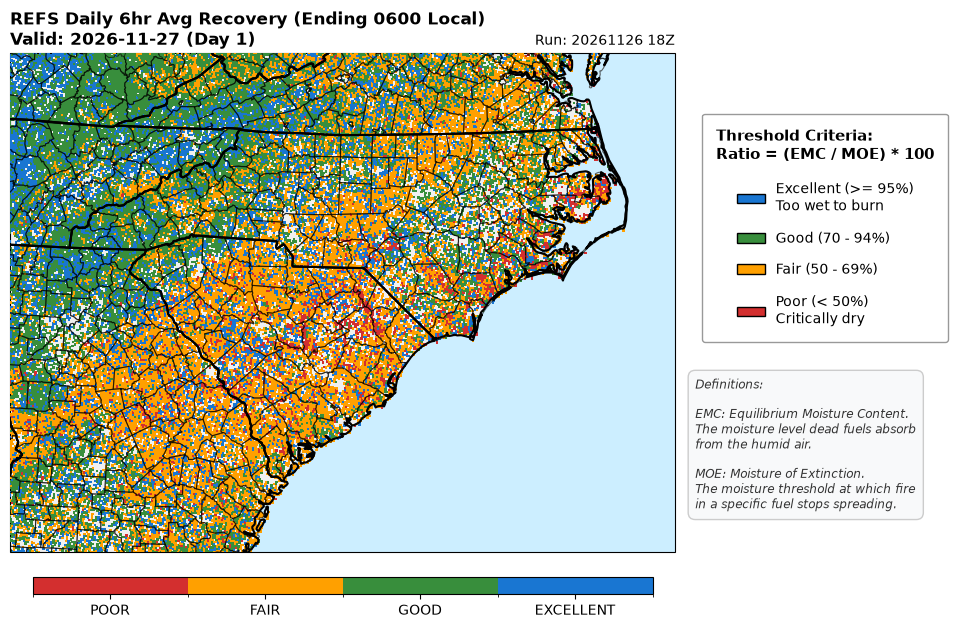 REFS Daily 6hr Avg Recovery (Ending 0600 Local)
Valid: 2026-11-27 (Day 1)
Run: 20261126 18Z
Threshold Criteria:
Ratio = (EMC / MOE) * 100
Excellent (>= 95%)
Too wet to burn
Good (70 - 94%)
Fair (50 - 69%)
Poor (< 50%)
Critically dry
Definitions:
EMC: Equilibrium Moisture Content.
The moisture level dead fuels absorb
from the humid air.
MOE: Moisture of Extinction.
The moisture threshold at which fire
in a specific fuel stops spreading.
POOR FAIR GOOD EXCELLENT